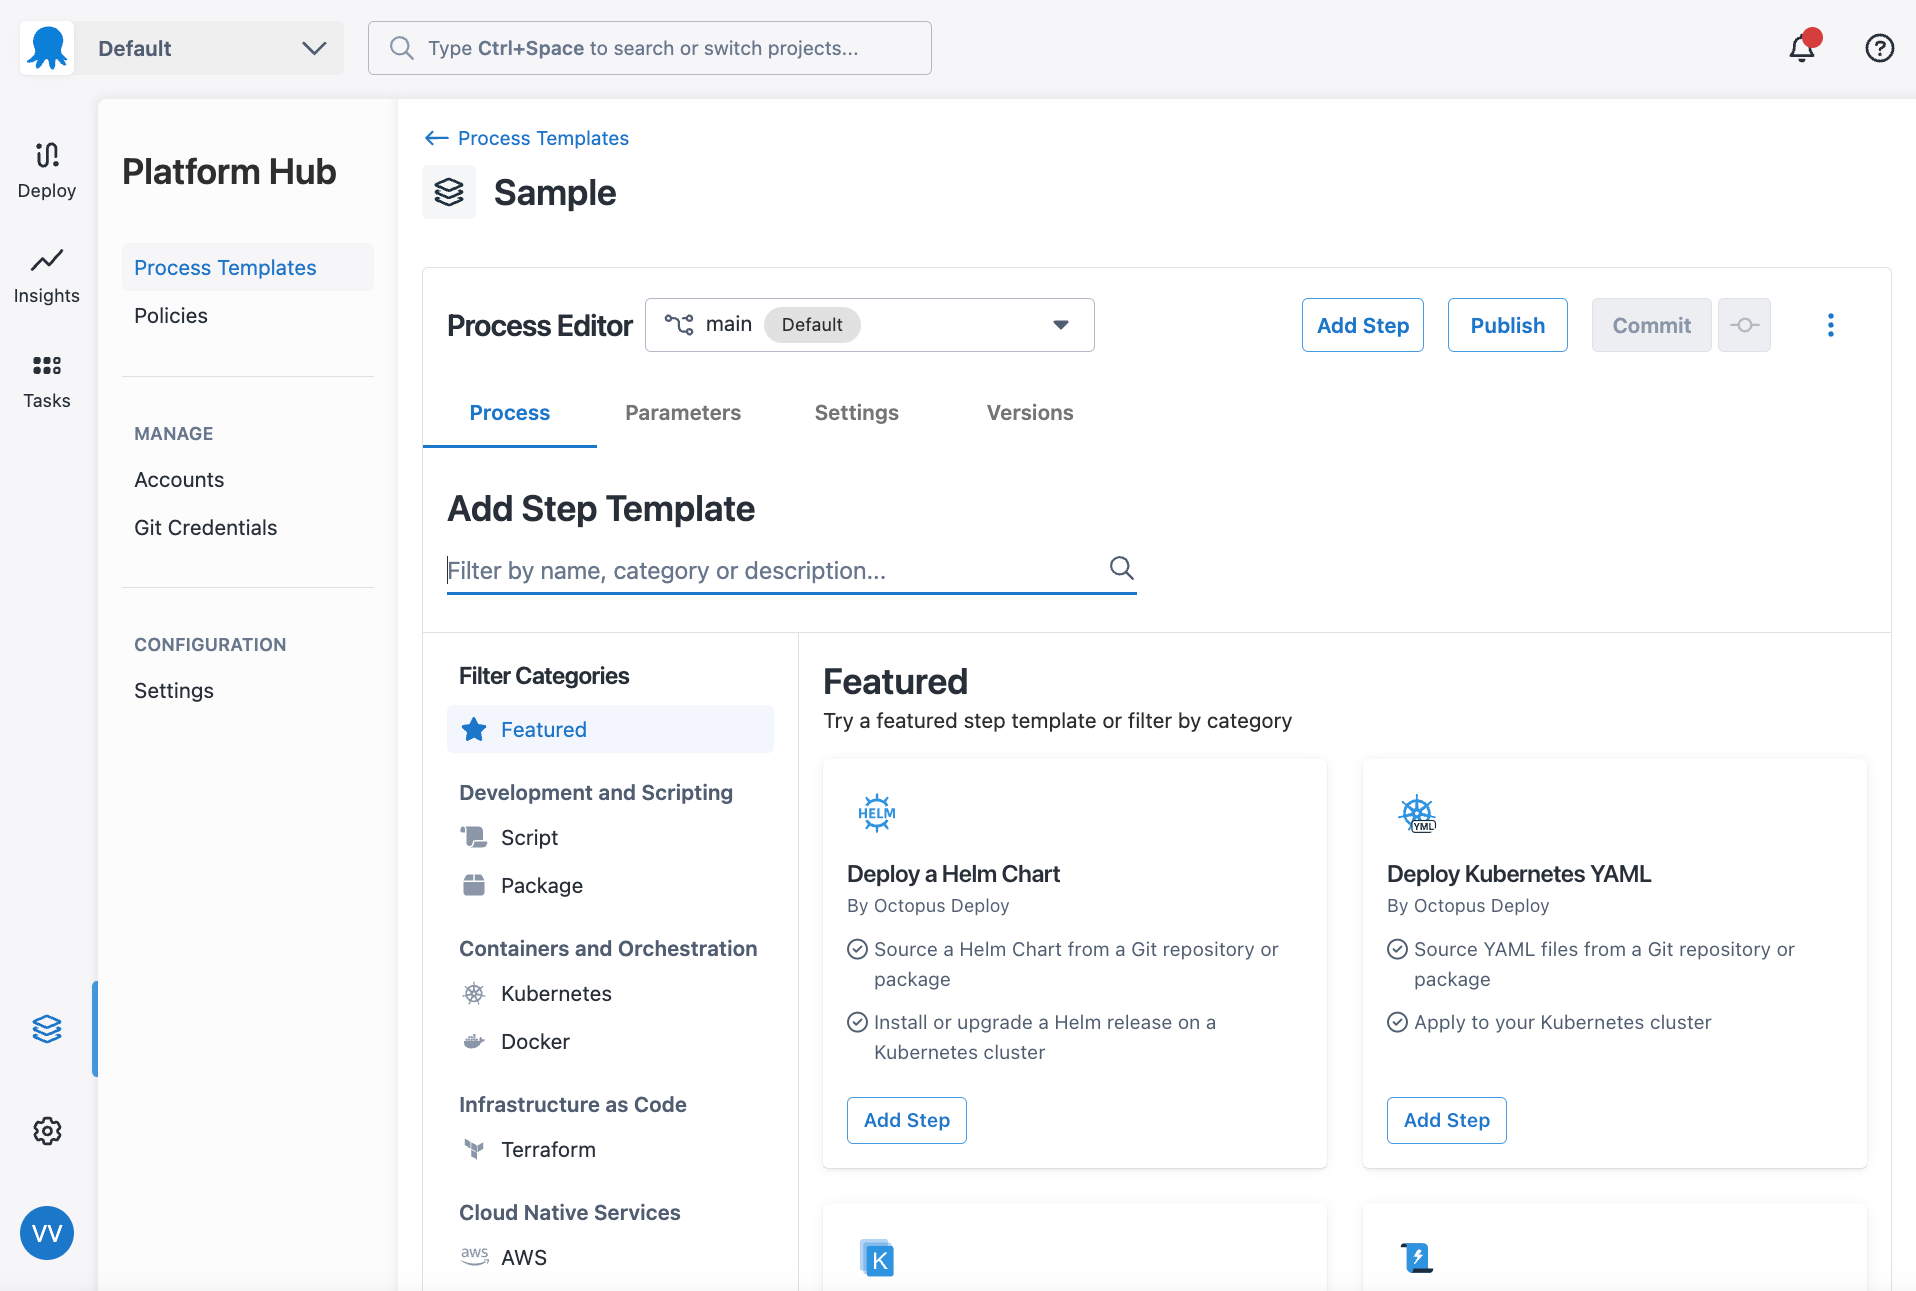 Default
Type Ctrl+Space to search or switch projects...
Deploy
Insights
Tasks
VV
Platform Hub
Process Templates
Policies
MANAGE
Accounts
Git Credentials
CONFIGURATION
Settings
Process Templates
Sample
Process Editor
main Default
Add Step
Publish
Commit
Process
Parameters
Settings
Versions
Add Step Template
Filter by name, category or description...
Filter Categories
Featured
Development and Scripting
Script
Package
Containers and Orchestration
Kubernetes
Docker
Infrastructure as Code
Terraform
Cloud Native Services
aws AWS
Featured
Try a featured step template or filter by category
HELM
Deploy a Helm Chart
By Octopus Deploy
Source a Helm Chart from a Git repository or
package
Install or upgrade a Helm release on a
Kubernetes cluster
Add Step
YML
Deploy Kubernetes YAML
By Octopus Deploy
Source YAML files from a Git repository or
package
Apply to your Kubernetes cluster
Add Step
K